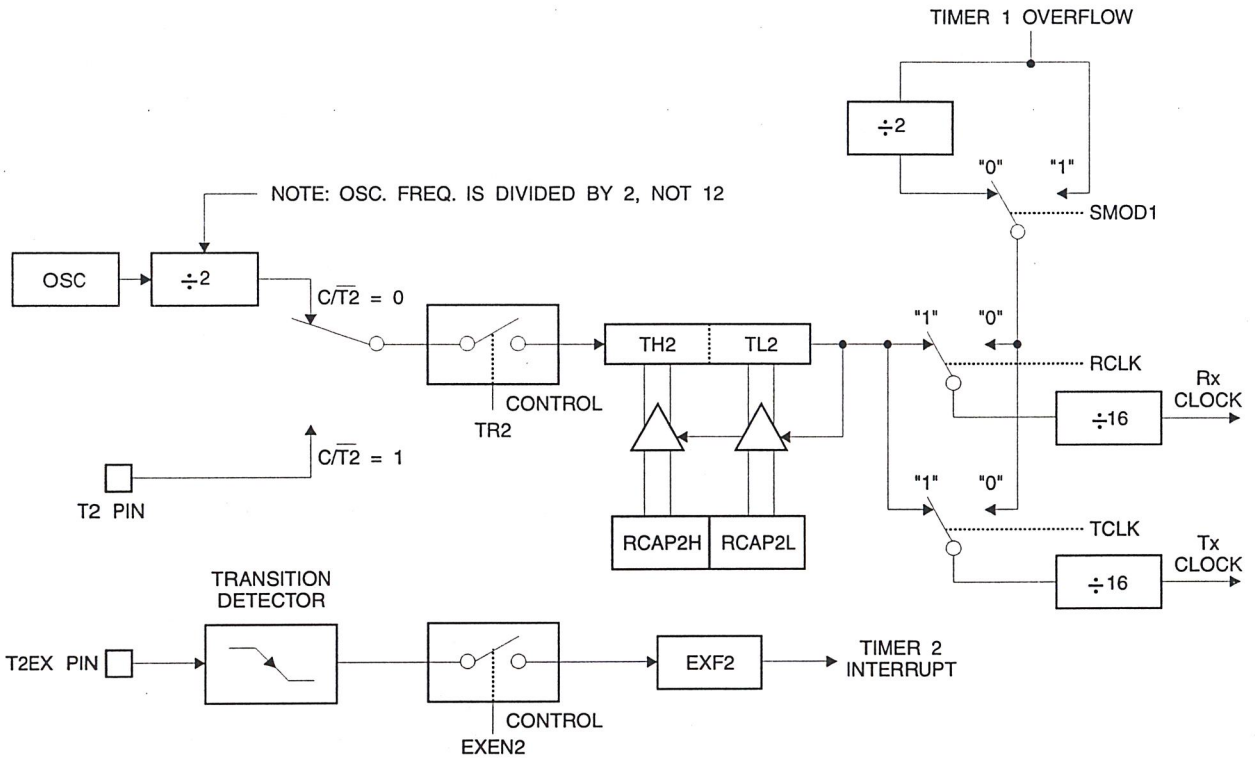 TIMER 1 OVERFLOW
÷2
"0" "1"
NOTE: OSC. FREQ. IS DIVIDED BY 2, NOT 12
SMOD1
OSC
÷2
C/T2̅ = 0
"1" "0"
TH2 TL2
RCLK
Rx
CLOCK
CONTROL
÷16
TR2
C/T2̅ = 1
"1" "0"
T2 PIN
TCLK
RCAP2H RCAP2L
Tx
CLOCK
÷16
TRANSITION
DETECTOR
T2EX PIN
EXF2
TIMER 2
INTERRUPT
CONTROL
EXEN2